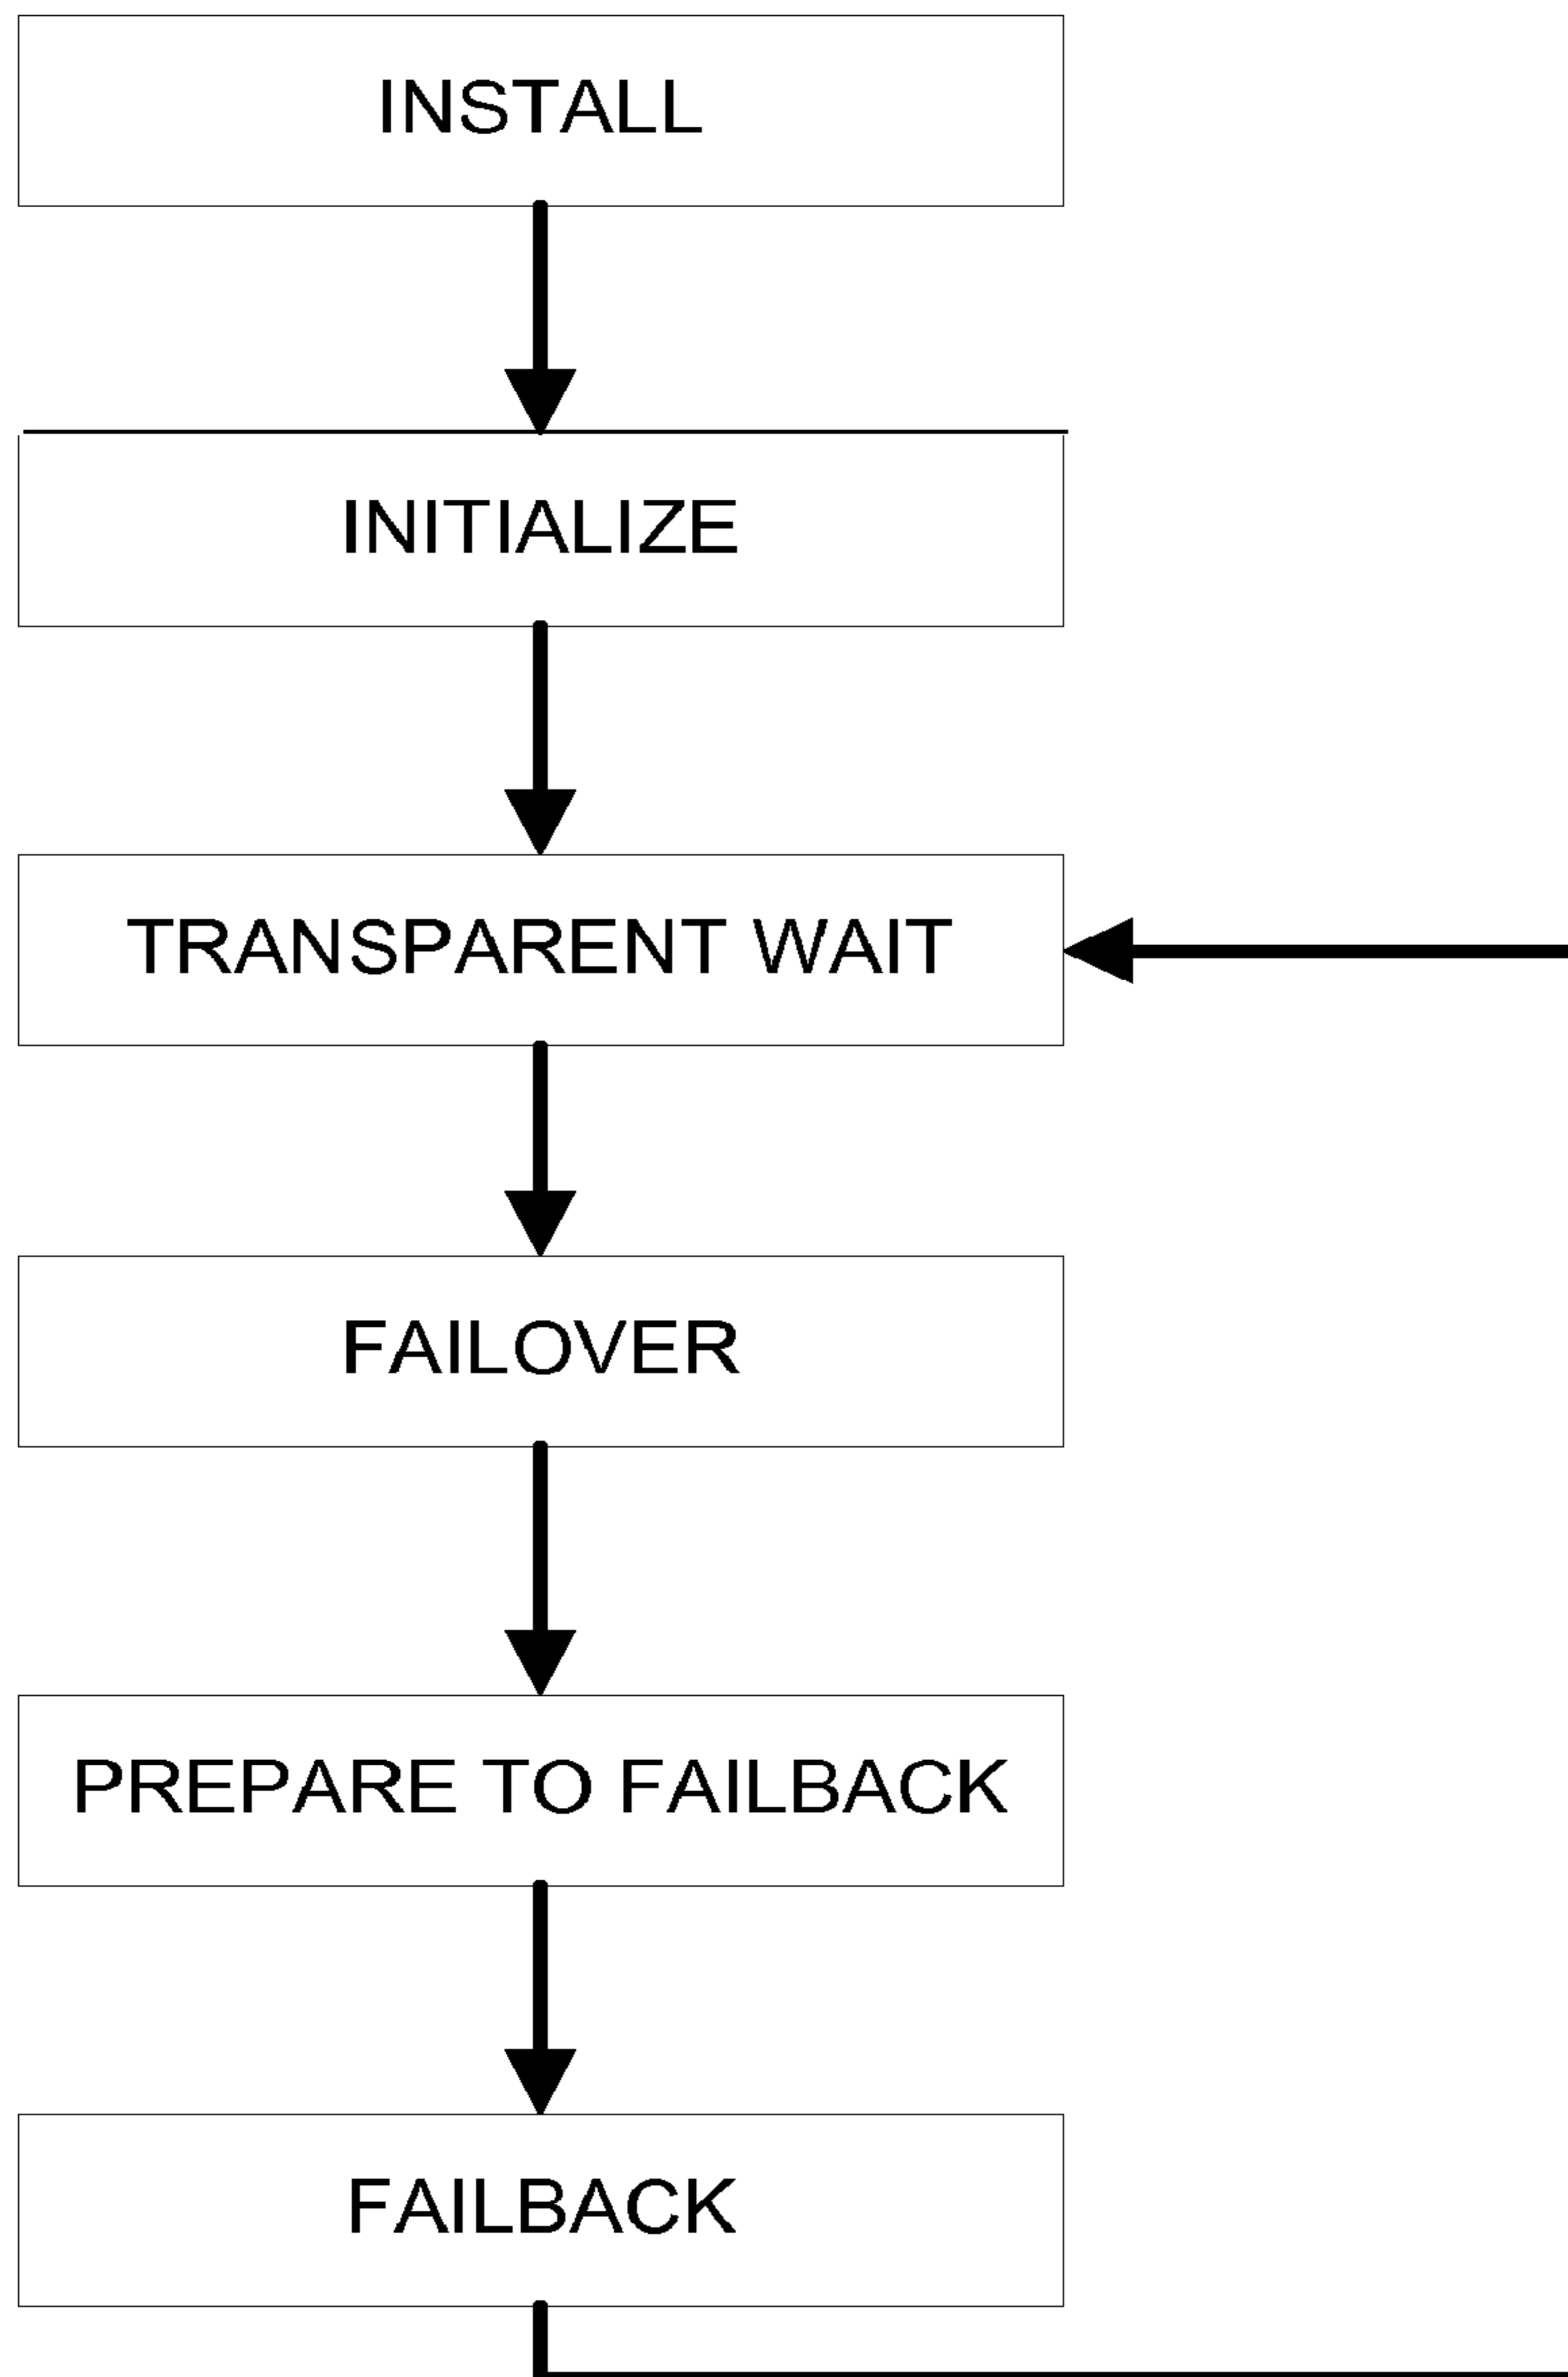 INSTALL
INITIALIZE
TRANSPARENT WAIT
FAILOVER
PREPARE TO FAILBACK
FAILBACK